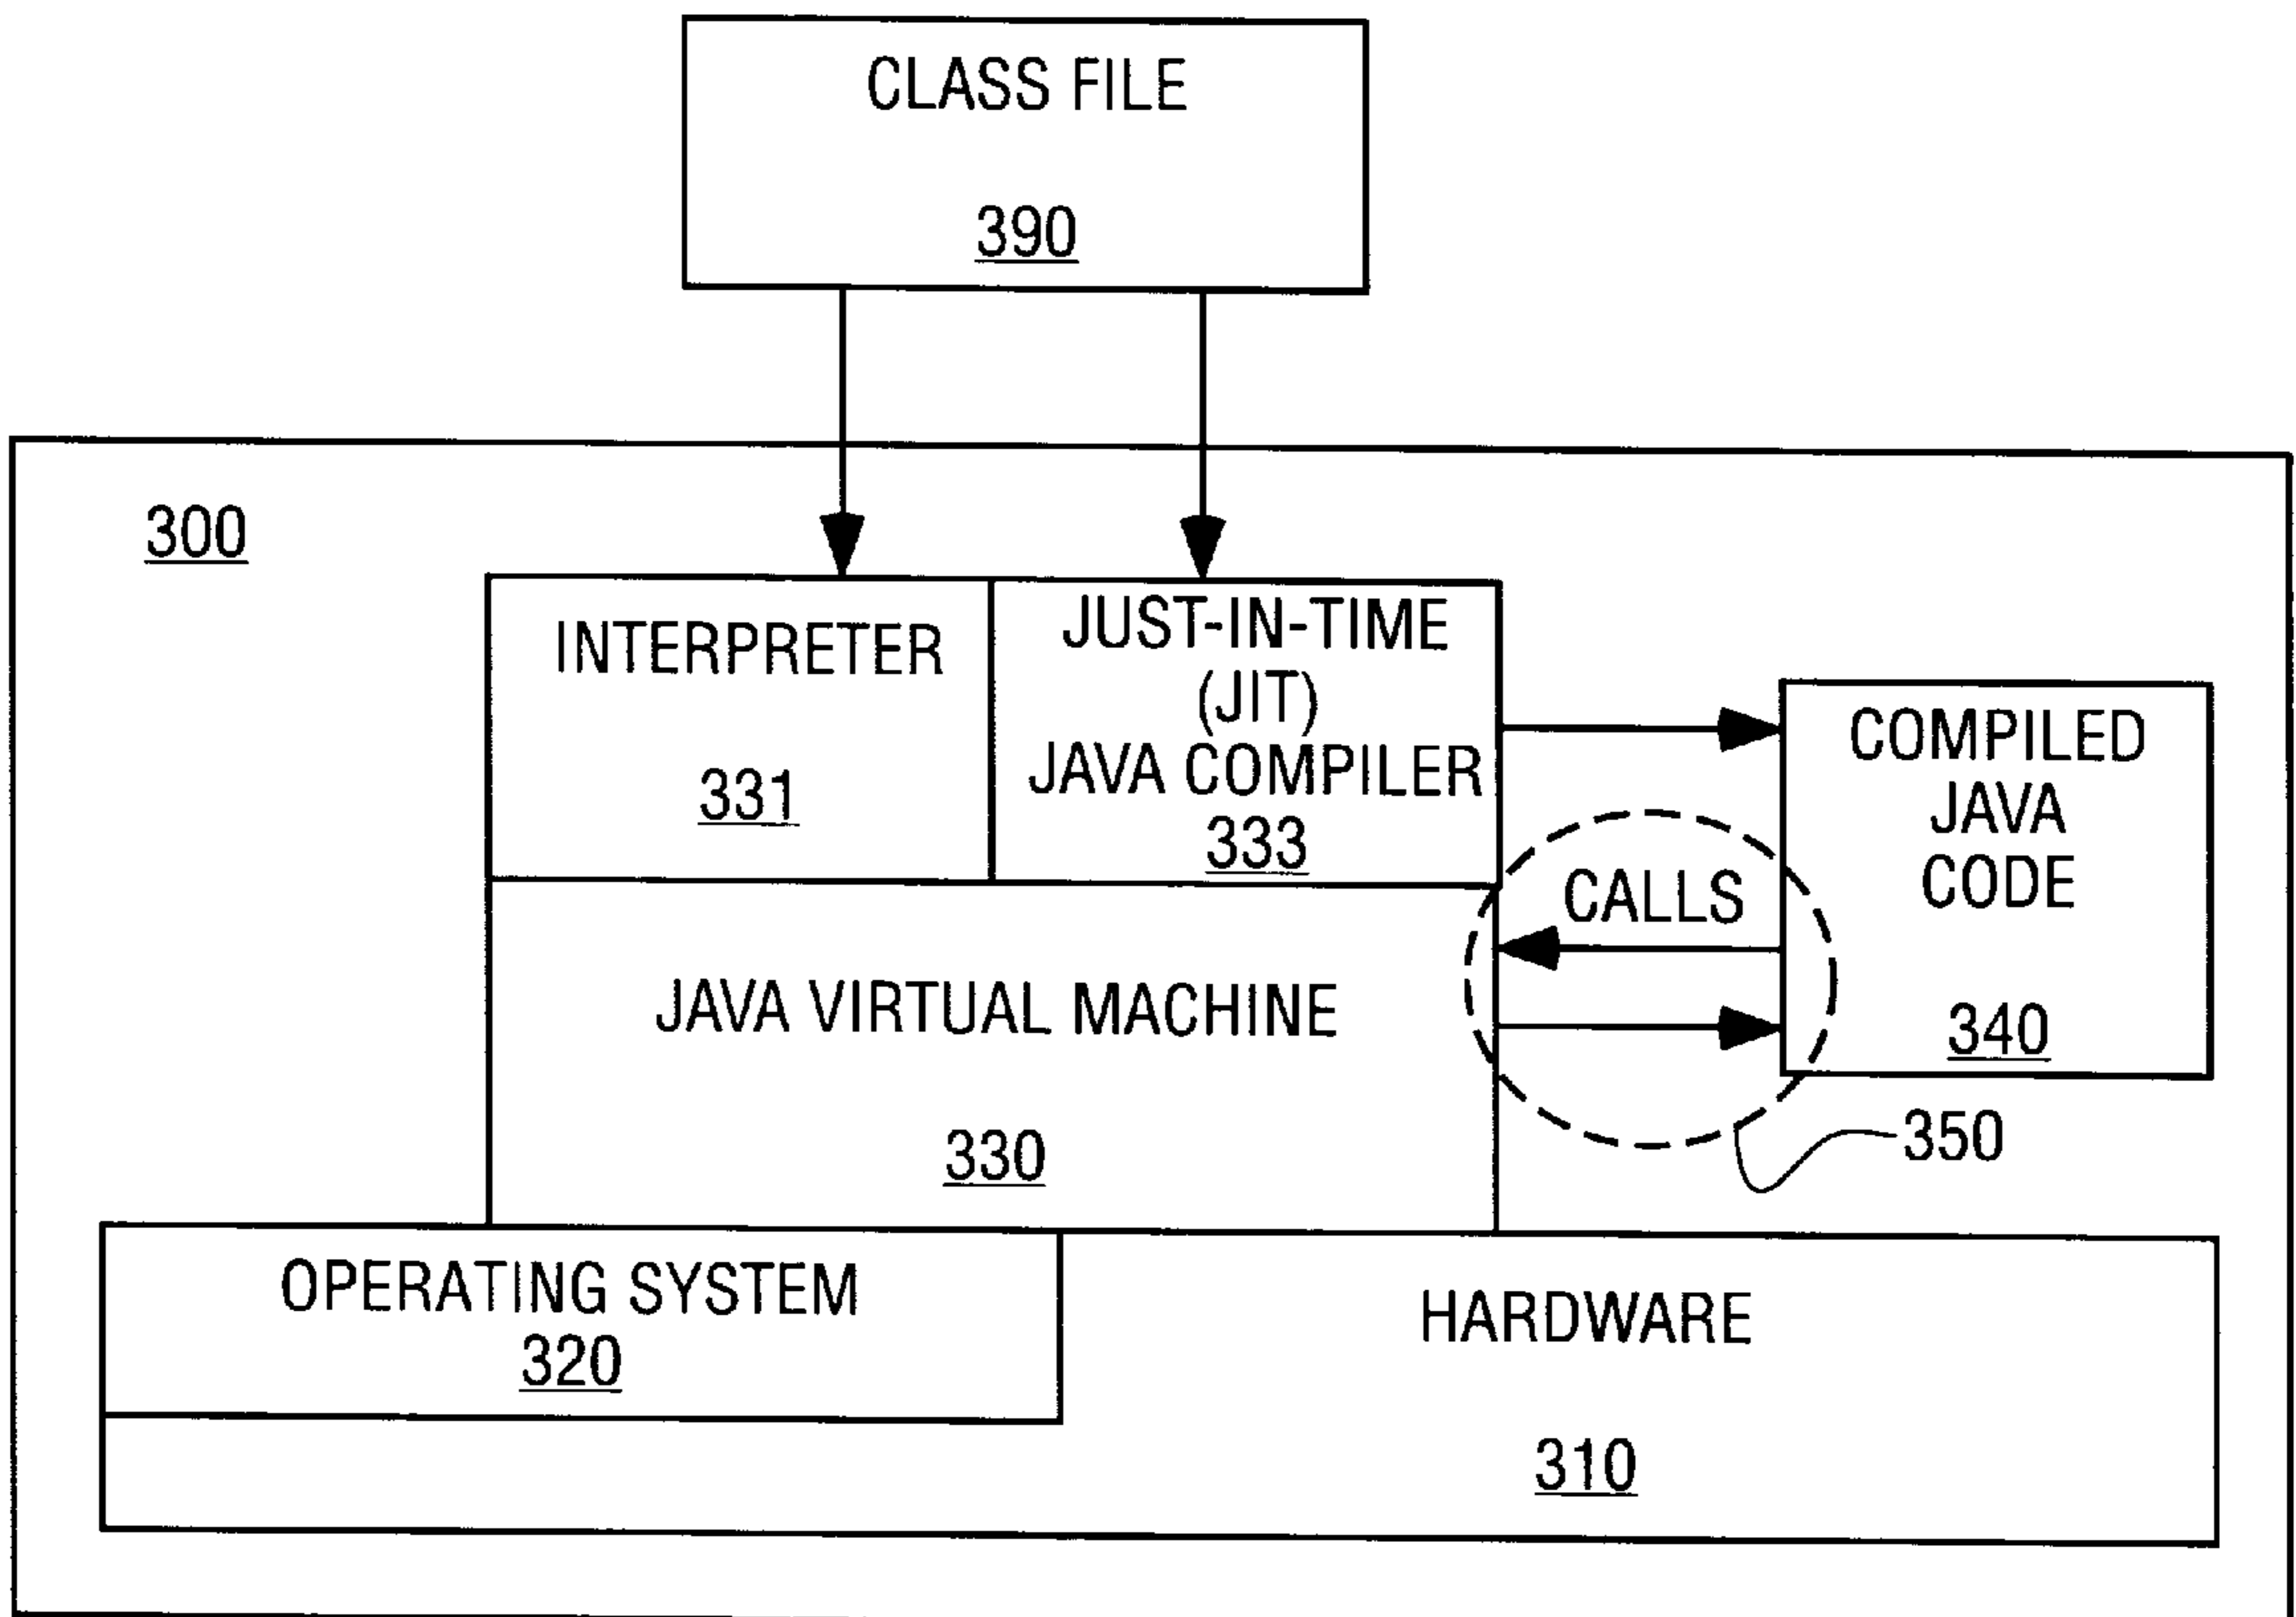 CLASS FILE
390
300
INTERPRETER
331
JUST-IN-TIME
(JIT)
JAVA COMPILER
333
COMPILED
JAVA
CODE
340
CALLS
350
JAVA VIRTUAL MACHINE
330
OPERATING SYSTEM
320
HARDWARE
310